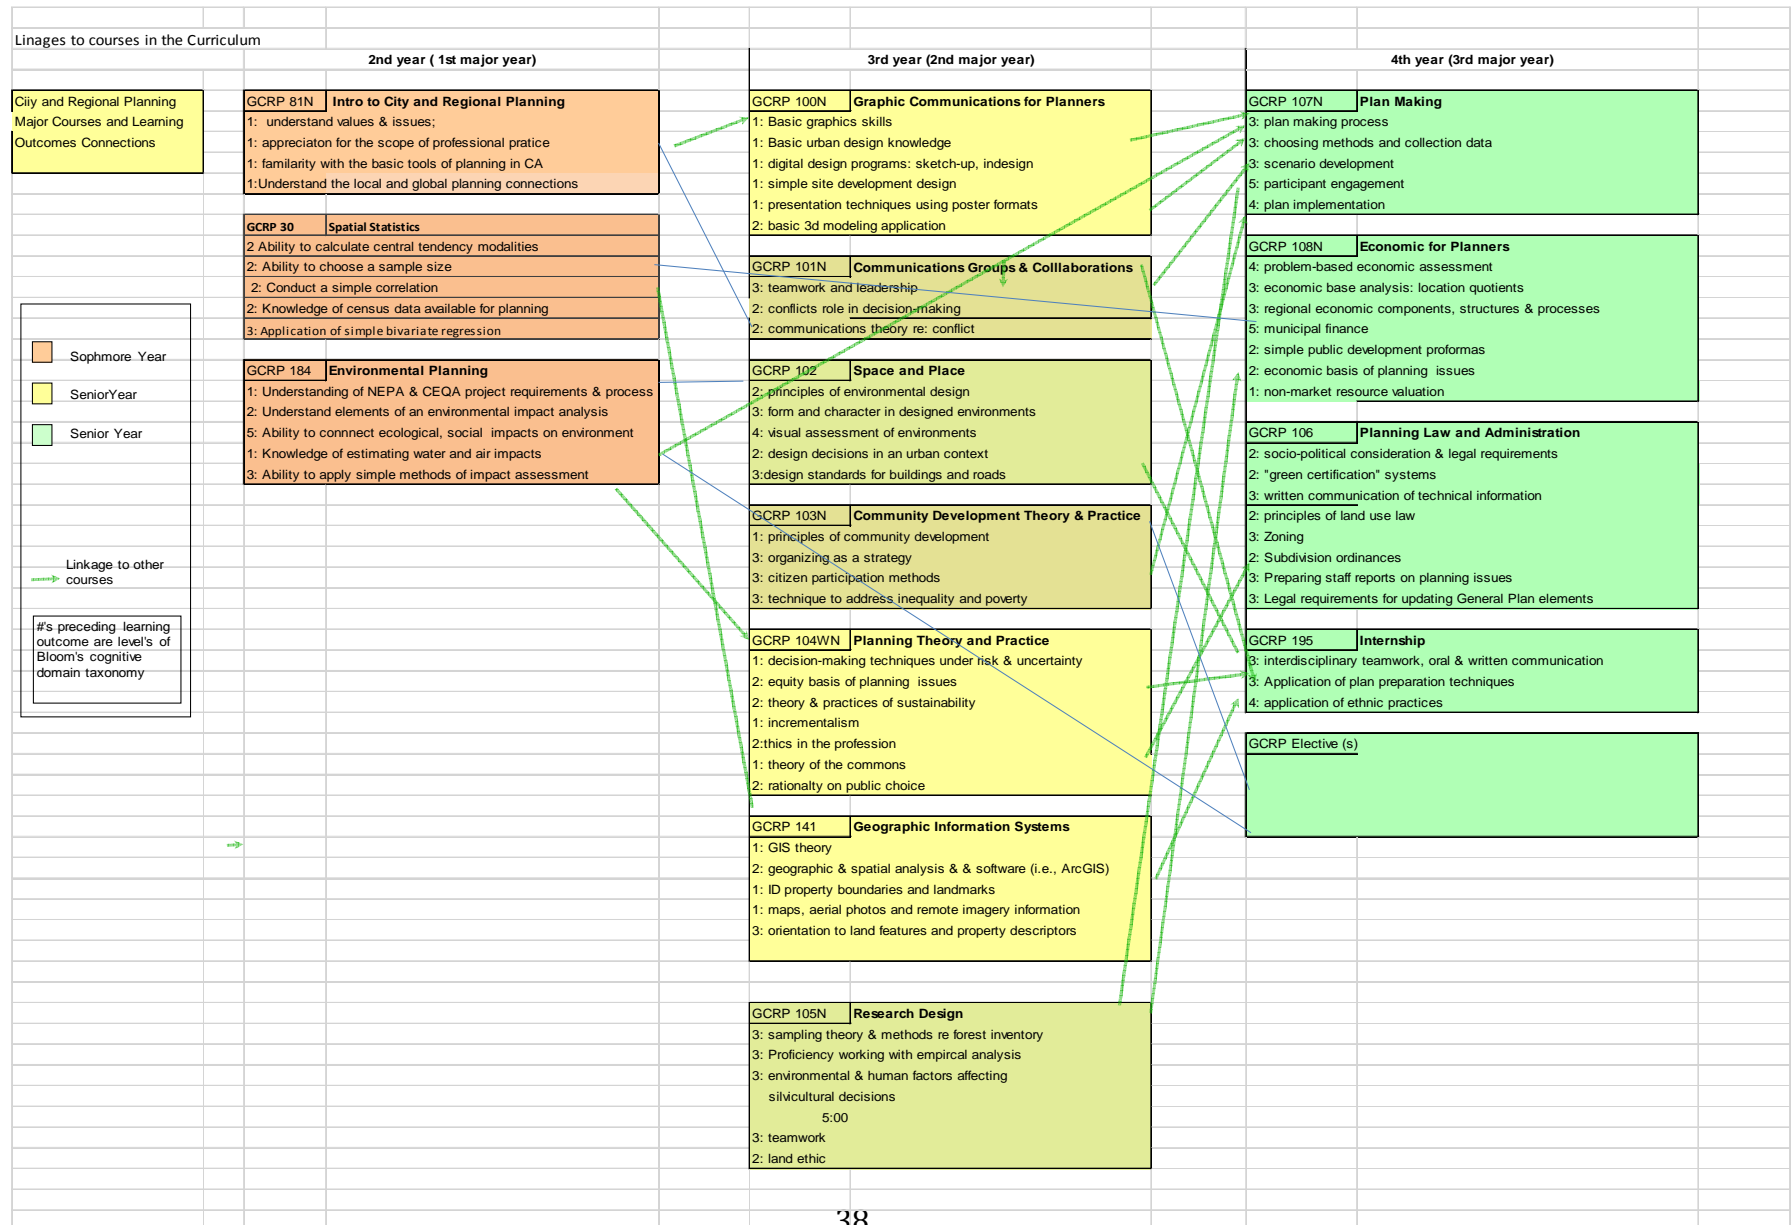 Linages to courses in the Curriculum
2nd year ( 1st major year)
3rd year (2nd major year)
4th year (3rd major year)
Ciiy and Regional Planning
Major Courses and Learning
Outcomes Connections
GCRP 81N Intro to City and Regional Planning
1: understand values & issues;
1: appreciaton for the scope of professional pratice
1: familarity with the basic tools of planning in CA
1:Understand the local and global planning connections
GCRP 30 Spatial Statistics
2 Ability to calculate central tendency modalities
2: Ability to choose a sample size
2: Conduct a simple correlation
2: Knowledge of census data available for planning
3: Application of simple bivariate regression
GCRP 184 Environmental Planning
1: Understanding of NEPA & CEQA project requirements & process
2: Understand elements of an environmental impact analysis
5: Ability to connnect ecological, social impacts on environment
1: Knowledge of estimating water and air impacts
3: Ability to apply simple methods of impact assessment
Sophmore Year
SeniorYear
Senior Year
Linkage to other
courses
#'s preceding learning
outcome are level's of
Bloom's cognitive
domain taxonomy
GCRP 100N Graphic Communications for Planners
1: Basic graphics skills
1: Basic urban design knowledge
1: digital design programs: sketch-up, indesign
1: simple site development design
1: presentation techniques using poster formats
2: basic 3d modeling application
GCRP 101N Communications Groups & Colllaborations
3: teamwork and leadership
2: conflicts role in decision-making
2: communications theory re: conflict
GCRP 102 Space and Place
2: principles of environmental design
3: form and character in designed environments
4: visual assessment of environments
2: design decisions in an urban context
3:design standards for buildings and roads
GCRP 103N Community Development Theory & Practice
1: principles of community development
3: organizing as a strategy
3: citizen participation methods
3: technique to address inequality and poverty
GCRP 104WN Planning Theory and Practice
1: decision-making techniques under risk & uncertainty
2: equity basis of planning issues
2: theory & practices of sustainability
1: incrementalism
2:thics in the profession
1: theory of the commons
2: rationalty on public choice
GCRP 141 Geographic Information Systems
1: GIS theory
2: geographic & spatial analysis & & software (i.e., ArcGIS)
1: ID property boundaries and landmarks
1: maps, aerial photos and remote imagery information
3: orientation to land features and property descriptors
GCRP 105N Research Design
3: sampling theory & methods re forest inventory
3: Proficiency working with empircal analysis
3: environmental & human factors affecting
silvicultural decisions
5:00
3: teamwork
2: land ethic
GCRP 107N Plan Making
3: plan making process
3: choosing methods and collection data
3: scenario development
5: participant engagement
4: plan implementation
GCRP 108N Economic for Planners
4: problem-based economic assessment
3: economic base analysis: location quotients
3: regional economic components, structures & processes
5: municipal finance
2: simple public development proformas
2: economic basis of planning issues
1: non-market resource valuation
GCRP 106 Planning Law and Administration
2: socio-political consideration & legal requirements
2: "green certification" systems
3: written communication of technical information
2: principles of land use law
3: Zoning
2: Subdivision ordinances
3: Preparing staff reports on planning issues
3: Legal requirements for updating General Plan elements
GCRP 195 Internship
3: interdisciplinary teamwork, oral & written communication
3: Application of plan preparation techniques
4: application of ethnic practices
GCRP Elective (s)
38